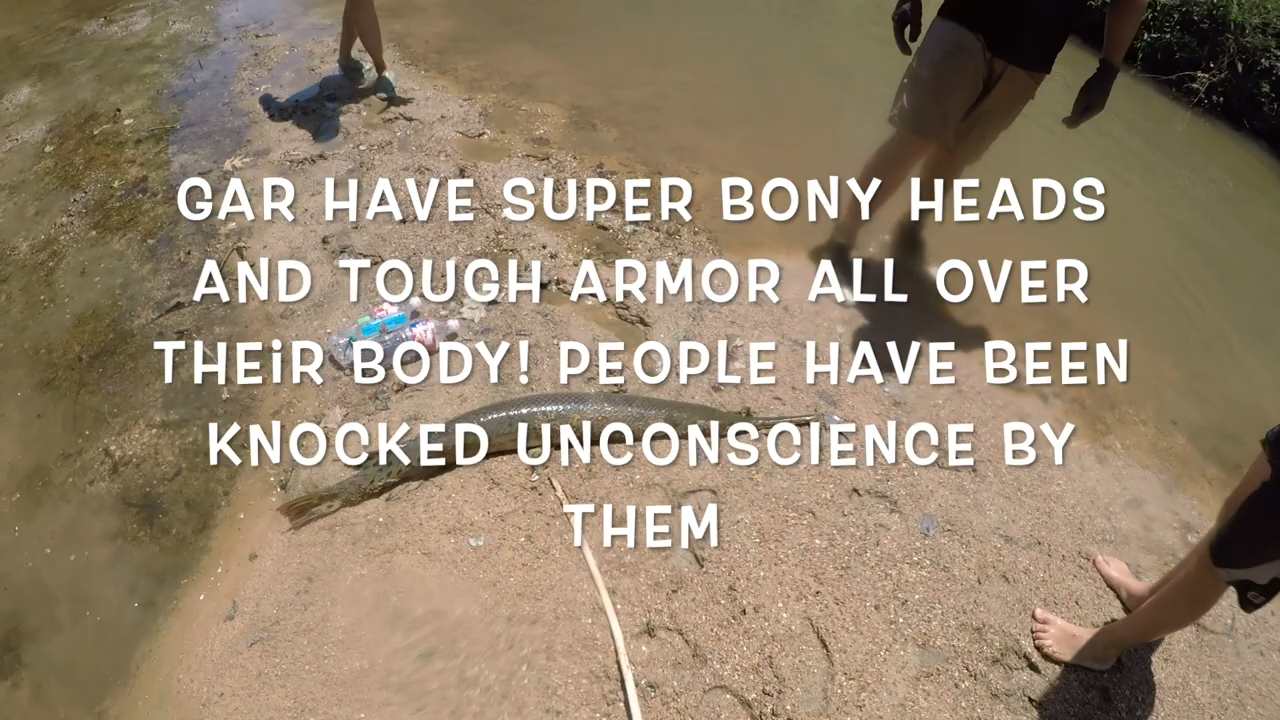 GAR HAVE SUPER BONY HEADS
AND TOUGH ARMOR ALL OVER
THEiR BODY! PEOPLE HAVE BEEN
KNOCKED UNCONSCIENCE BY
THEM